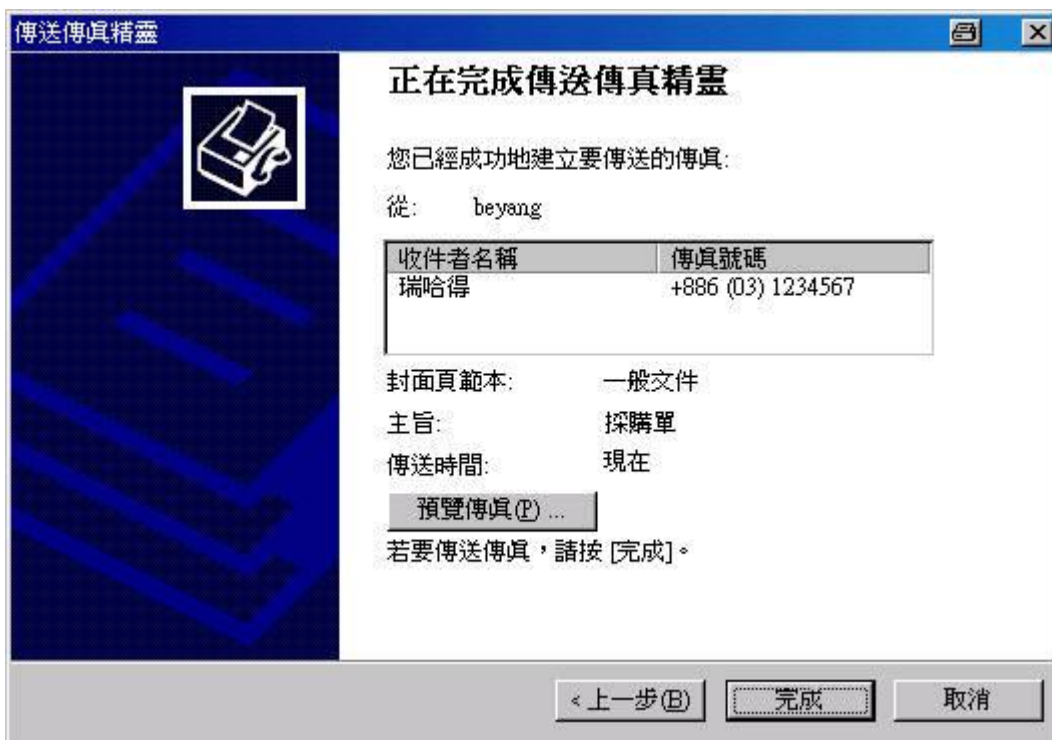 傳送傳真精靈
正在完成傳送傳真精靈
您已經成功地建立要傳送的傳真:
從: beyang
收件者名稱 傳真號碼
瑞哈得 +886 (03) 1234567
封面頁範本: 一般文件
主旨: 採購單
傳送時間: 現在
預覽傳真(P) ...
若要傳送傳真，請按 [完成]。
<上一步(B) 完成 取消